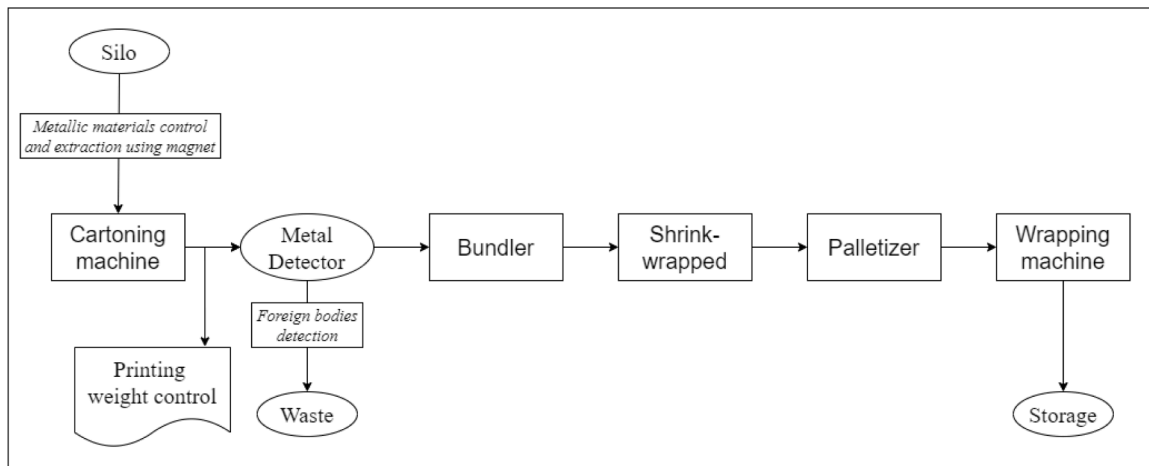 Silo
Metallic materials control
and extraction using magnet
Cartoning
machine
Metal
Detector
Bundler
Shrink-
wrapped
Palletizer
Wrapping
machine
Foreign bodies
detection
Printing
weight control
Waste
Storage